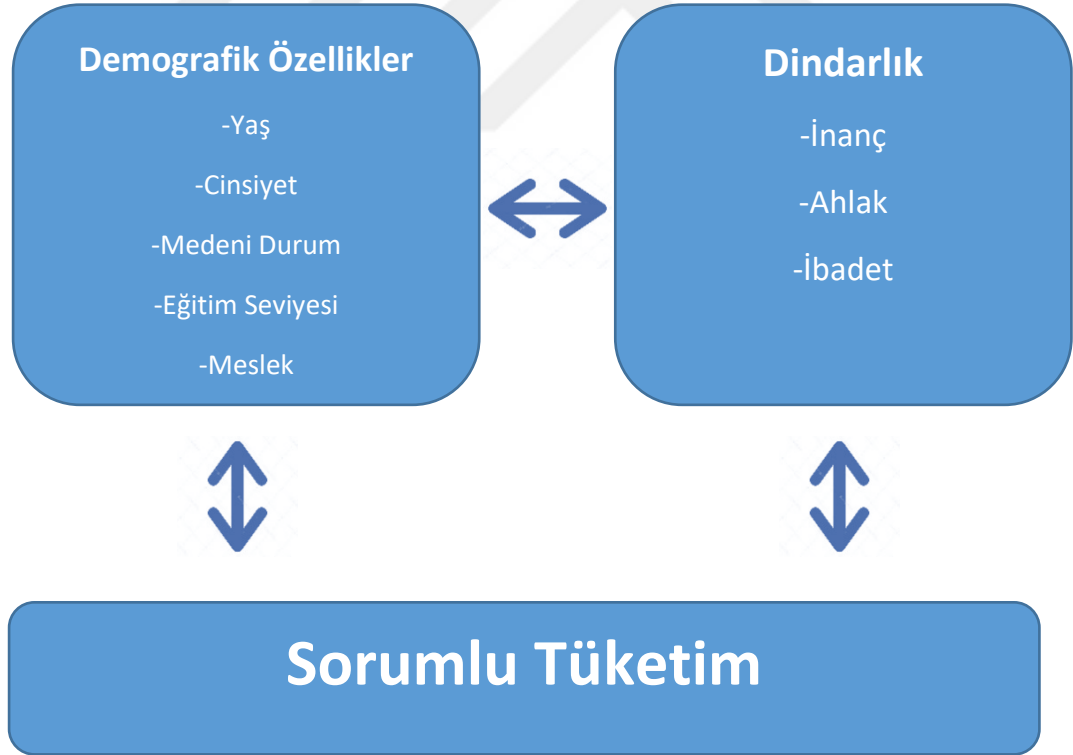 Demografik Özellikler
-Yaş
-Cinsiyet
-Medeni Durum
-Eğitim Seviyesi
-Meslek
Dindarlık
-İnanç
-Ahlak
-İbadet
Sorumlu Tüketim